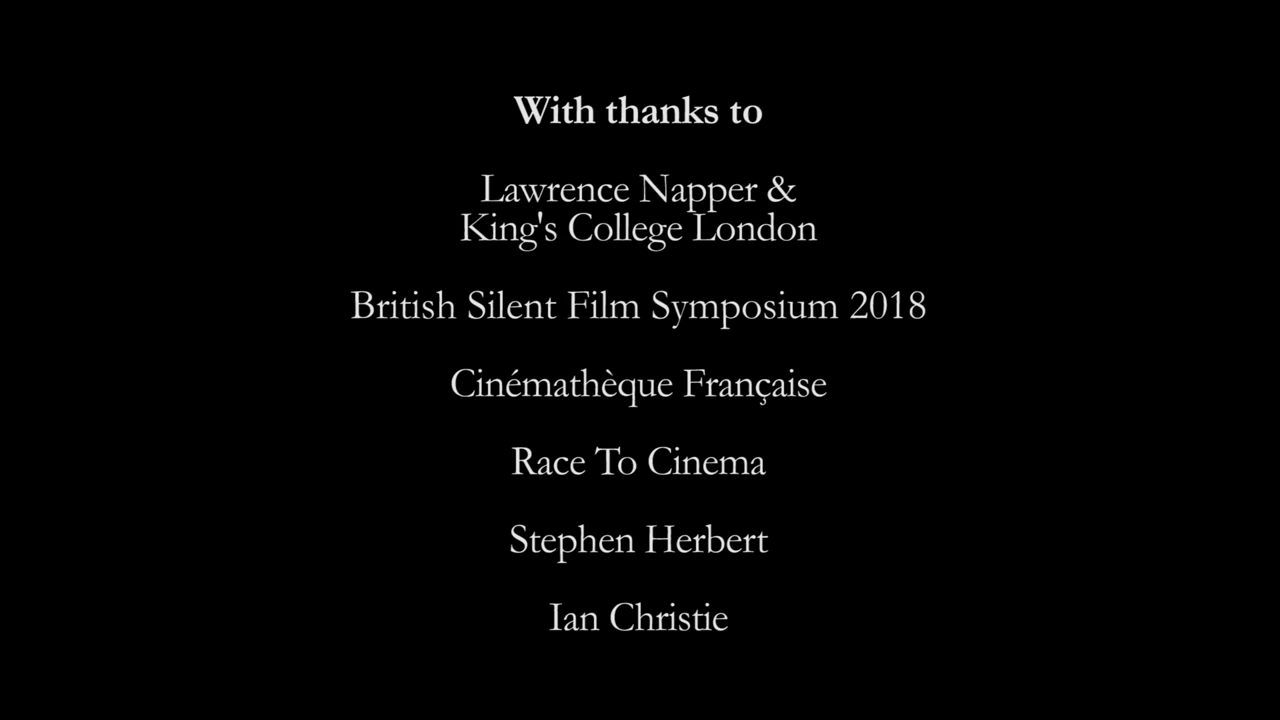 With thanks to
Lawrence Napper &
King's College London
British Silent Film Symposium 2018
Cinémathèque Française
Race To Cinema
Stephen Herbert
Ian Christie